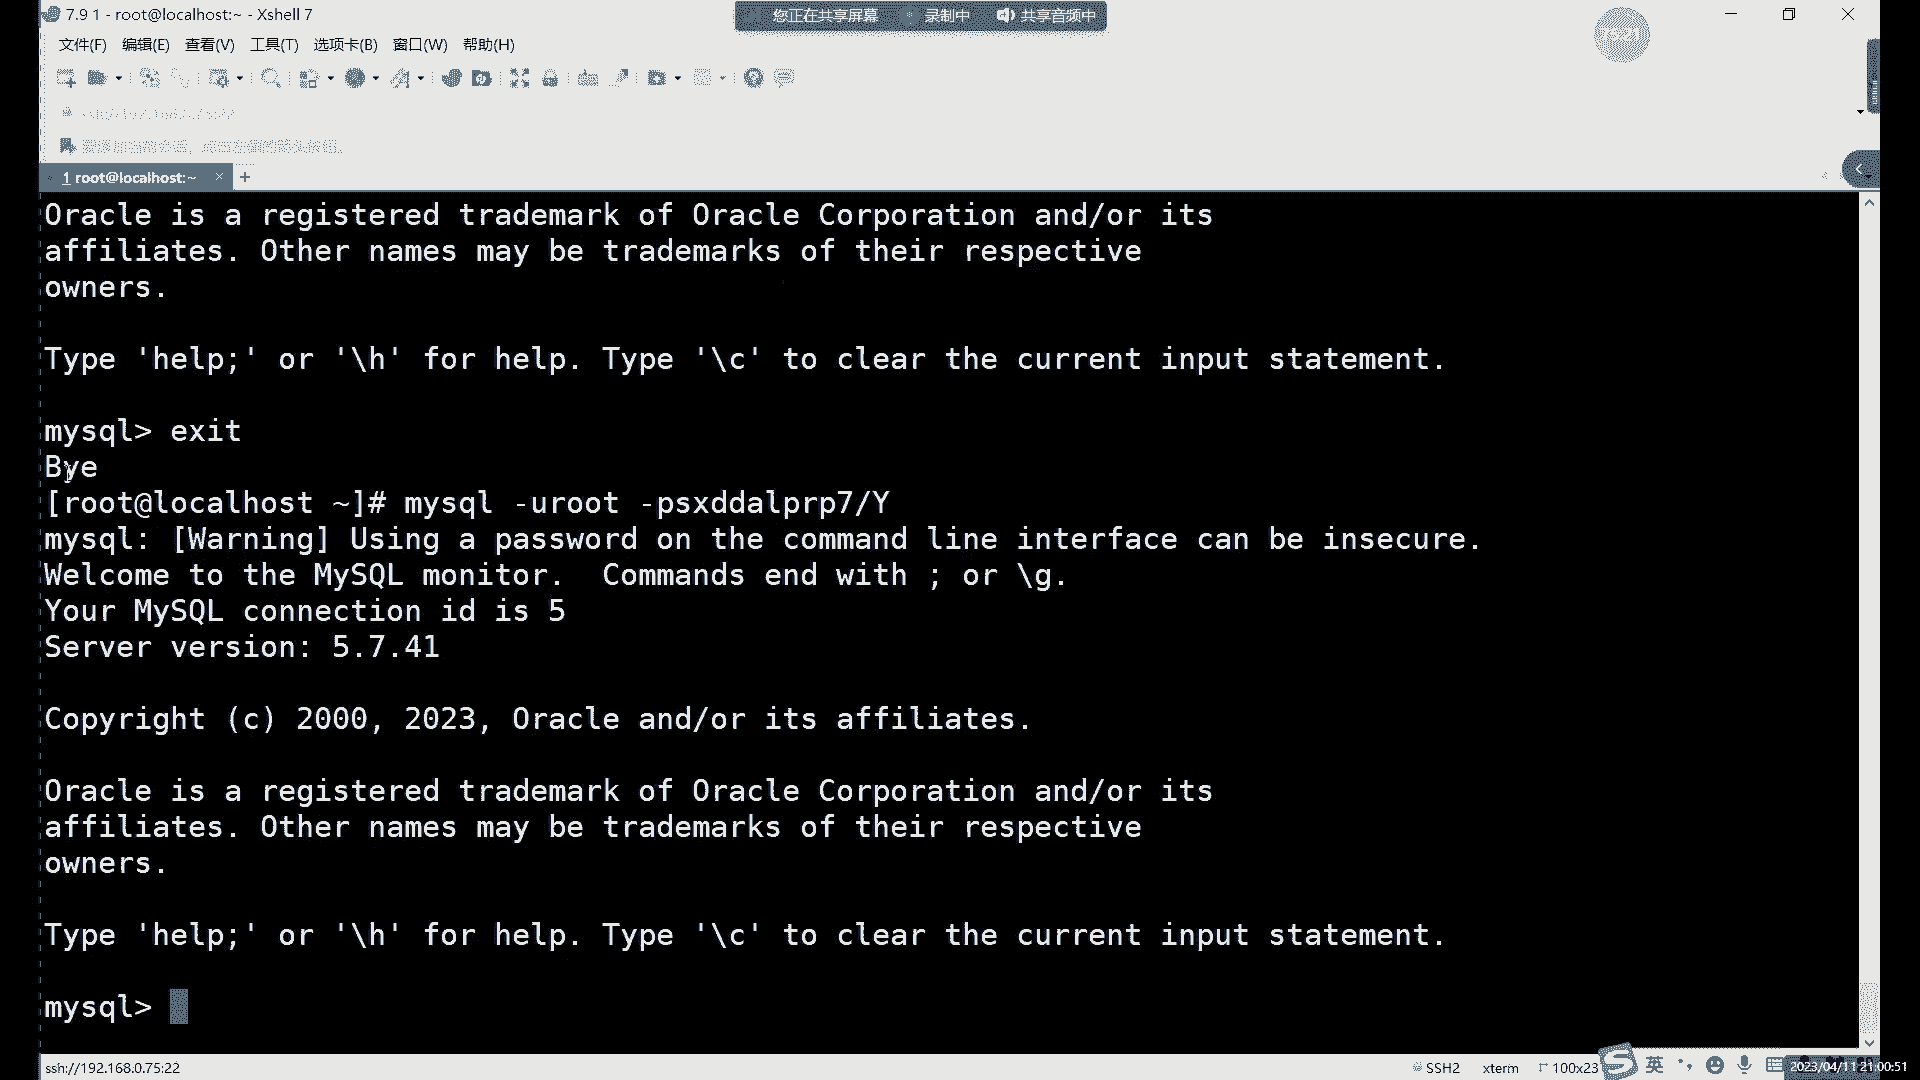 7.9 1 - root@localhost:~ - Xshell 7
您正在共享屏幕 录制中 共享音频中
文件(F) 编辑(E) 查看(V) 工具(T) 选项卡(B) 窗口(W) 帮助(H)
1 root@localhost:~ × +
Oracle is a registered trademark of Oracle Corporation and/or its
affiliates. Other names may be trademarks of their respective
owners.
Type 'help;' or '\h' for help. Type '\c' to clear the current input statement.
mysql> exit
Bye
[root@localhost ~]# mysql -uroot -psxddalprp7/Y
mysql: [Warning] Using a password on the command line interface can be insecure.
Welcome to the MySQL monitor.  Commands end with ; or \g.
Your MySQL connection id is 5
Server version: 5.7.41
Copyright (c) 2000, 2023, Oracle and/or its affiliates.
Oracle is a registered trademark of Oracle Corporation and/or its
affiliates. Other names may be trademarks of their respective
owners.
Type 'help;' or '\h' for help. Type '\c' to clear the current input statement.
mysql>
ssh://192.168.0.75:22 SSH2 xterm 100x23 英 2023/04/11 21:00:51